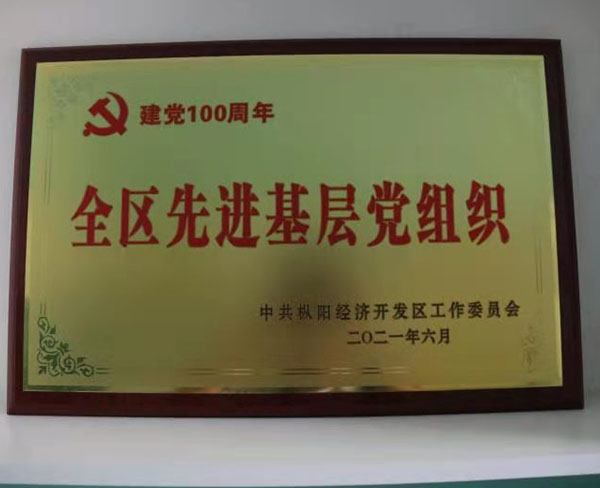 建党100周年
全区先进基层党组织
中共枞阳经济开发区工作委员会
二〇二一年六月